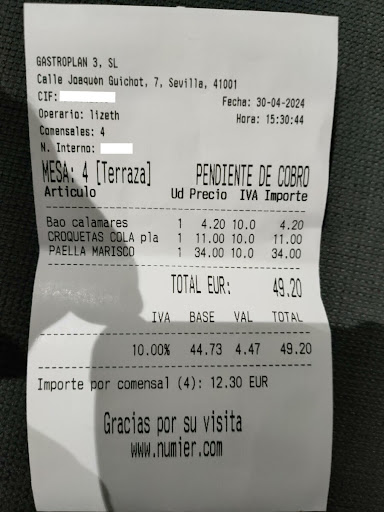 GASTROPLAN 3, SL
Calle Joaquón Guichot, 7, Sevilla, 41001
CIF:
Fecha: 30-04-2024
Operario: lizeth
Hora: 15:30:44
Comensales: 4
N. Interno:
MESA: 4 [Terraza] PENDIENTE DE COBRO
Articulo Ud Precio IVA Importe
Bao calamares 1 4.20 10.0 4.20
CROQUETAS COLA pla 1 11.00 10.0 11.00
PAELLA MARISCO 1 34.00 10.0 34.00
TOTAL EUR: 49.20
IVA BASE VAL TOTAL
10.00% 44.73 4.47 49.20
Importe por comensal (4): 12.30 EUR
Gracias por su visita
www.numier.com